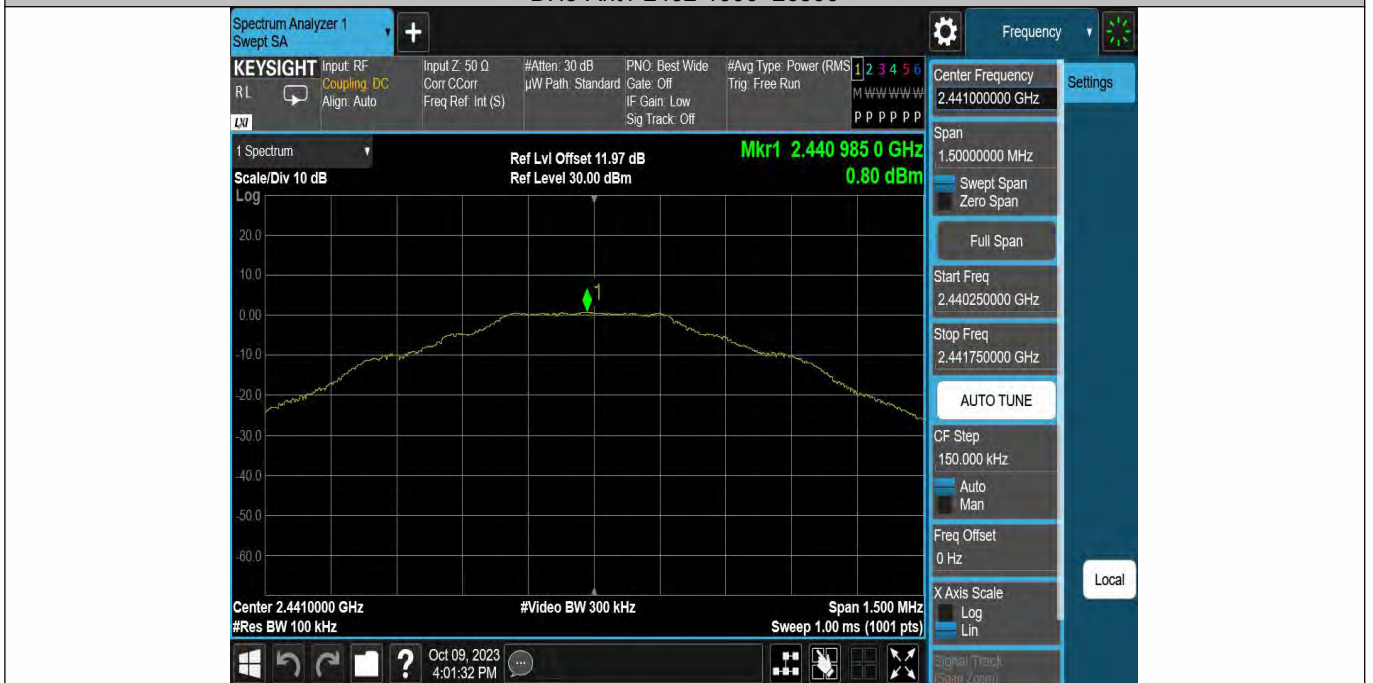 Spectrum Analyzer 1
Swept SA
Frequency
KEYSIGHT
RL
LXI
Input: RF
Coupling: DC
Align: Auto
Input Z: 50 Ω
Corr CCorr
Freq Ref: Int (S)
#Atten: 30 dB
µW Path: Standard
PNO: Best Wide
Gate: Off
IF Gain: Low
Sig Track: Off
#Avg Type: Power (RMS
Trig: Free Run
1 2 3 4 5 6
M W W W W W
P P P P P P
Center Frequency
2.441000000 GHz
Settings
Span
1.50000000 MHz
Swept Span
Zero Span
Full Span
Start Freq
2.440250000 GHz
Stop Freq
2.441750000 GHz
AUTO TUNE
CF Step
150.000 kHz
Auto
Man
Freq Offset
0 Hz
X Axis Scale
Log
Lin
Signal Track
(Span Zoom)
Local
1 Spectrum
Scale/Div 10 dB
Log
Ref Lvl Offset 11.97 dB
Ref Level 30.00 dBm
Mkr1 2.440 985 0 GHz
0.80 dBm
1
20.0
10.0
0.00
-10.0
-20.0
-30.0
-40.0
-50.0
-60.0
Center 2.4410000 GHz
#Res BW 100 kHz
#Video BW 300 kHz
Span 1.500 MHz
Sweep 1.00 ms (1001 pts)
?
Oct 09, 2023
4:01:32 PM